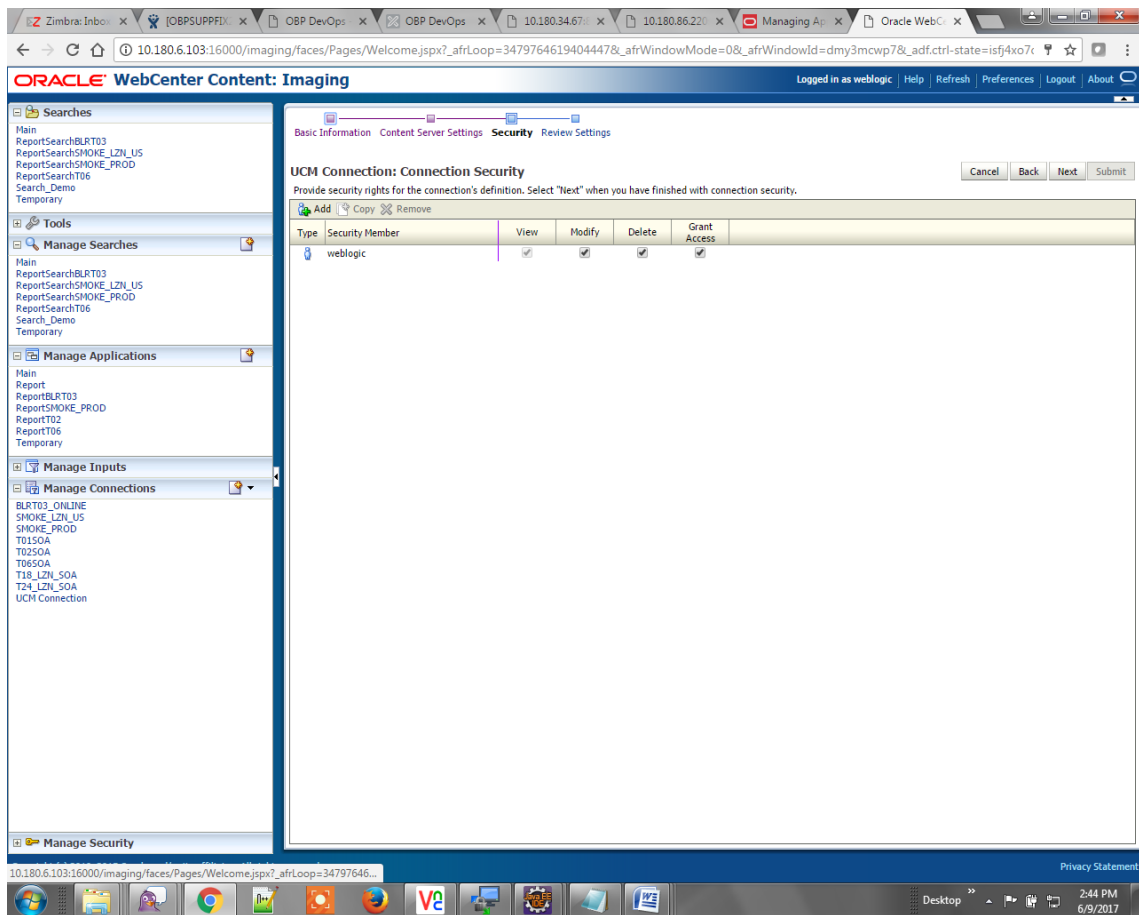 Zimbra: Inbo
[OBPSUPPFIX
OBP DevOps
OBP DevOps
10.180.34.67:
10.180.86.220
Managing Ap
Oracle WebC
10.180.6.103:16000/imaging/faces/Pages/Welcome.jspx?_afrLoop=347976461940444​7&_afrWindowMode=0&_afrWindowId=dmy3mcwp7&_adf.ctrl-state=isfj4xo7c
ORACLE WebCenter Content: Imaging
Logged in as weblogic Help Refresh Preferences Logout About
Searches
Main
ReportSearchBLRT03
ReportSearchSMOKE_LZN_US
ReportSearchSMOKE_PROD
ReportSearchT06
Search_Demo
Temporary
Tools
Manage Searches
Main
ReportSearchBLRT03
ReportSearchSMOKE_LZN_US
ReportSearchSMOKE_PROD
ReportSearchT06
Search_Demo
Temporary
Manage Applications
Main
Report
ReportBLRT03
ReportSMOKE_PROD
ReportT02
ReportT06
Temporary
Manage Inputs
Manage Connections
BLRT03_ONLINE
SMOKE_LZN_US
SMOKE_PROD
T01SOA
T02SOA
T06SOA
T18_LZN_SOA
T24_LZN_SOA
UCM Connection
Manage Security
Basic Information Content Server Settings Security Review Settings
UCM Connection: Connection Security
Cancel Back Next Submit
Provide security rights for the connection's definition. Select "Next" when you have finished with connection security.
Add Copy Remove
Type Security Member View Modify Delete Grant Access
weblogic
Privacy Statement
10.180.6.103:16000/imaging/faces/Pages/Welcome.jspx?_afrLoop=34797646...
Desktop
2:44 PM
6/9/2017